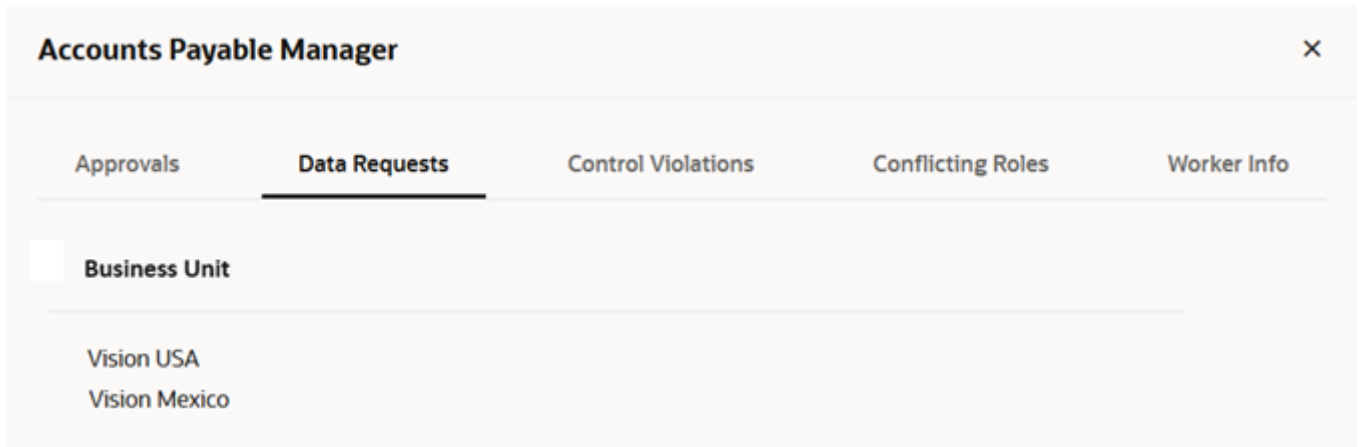 Accounts Payable Manager ×
Approvals Data Requests Control Violations Conflicting Roles Worker Info
Business Unit
Vision USA
Vision Mexico